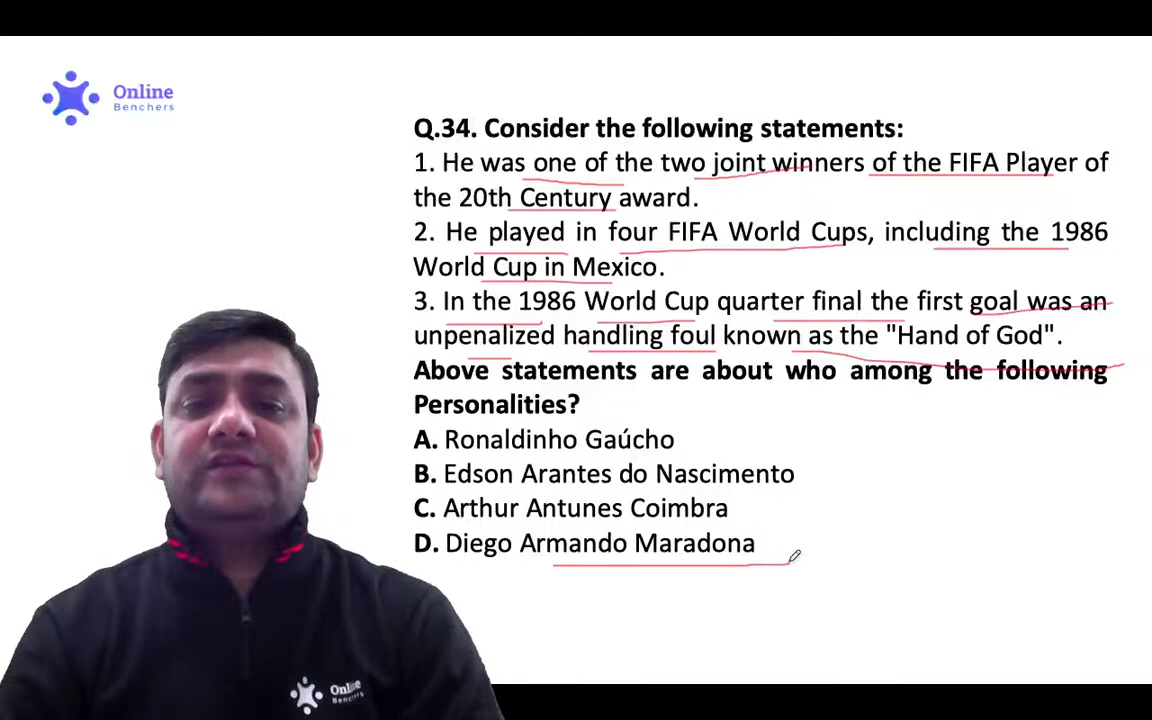 Online
Benchers
Q.34. Consider the following statements:
1. He was one of the two joint winners of the FIFA Player of
the 20th Century award.
2. He played in four FIFA World Cups, including the 1986
World Cup in Mexico.
3. In the 1986 World Cup quarter final the first goal was an
unpenalized handling foul known as the "Hand of God".
Above statements are about who among the following
Personalities?
A. Ronaldinho Gaúcho
B. Edson Arantes do Nascimento
C. Arthur Antunes Coimbra
D. Diego Armando Maradona
Online
Benchers